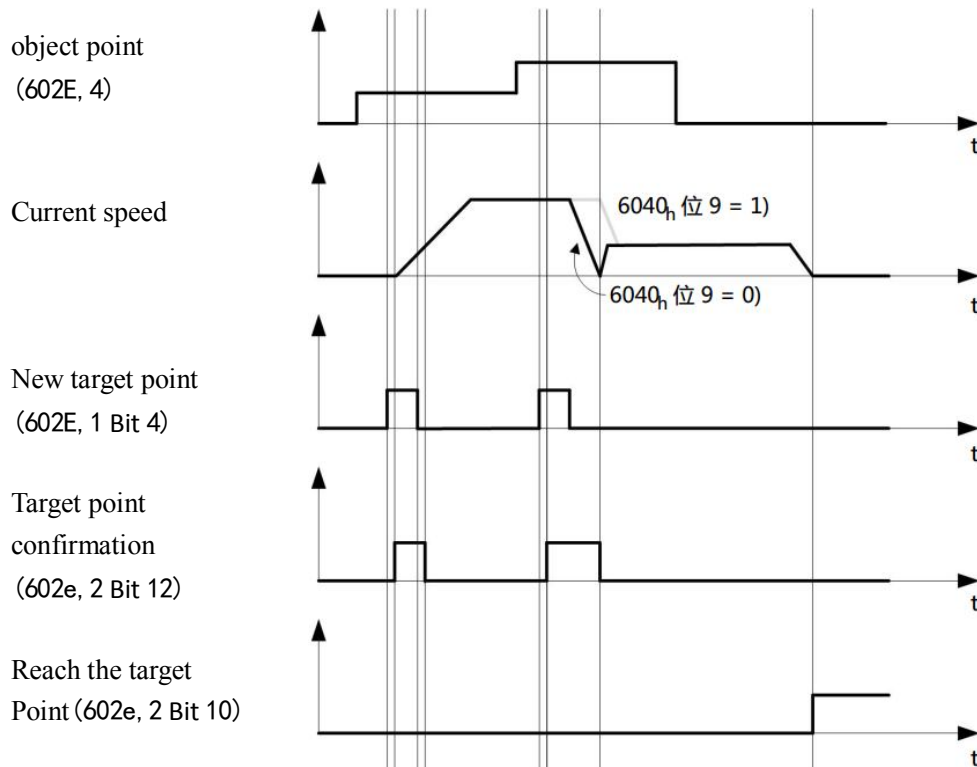 object point
(602E, 4)
t
Current speed
6040h 位 9 = 1)
6040h 位 9 = 0)
t
New target point
(602E, 1 Bit 4)
t
Target point
confirmation
(602e, 2 Bit 12)
t
Reach the target
Point (602e, 2 Bit 10)
t